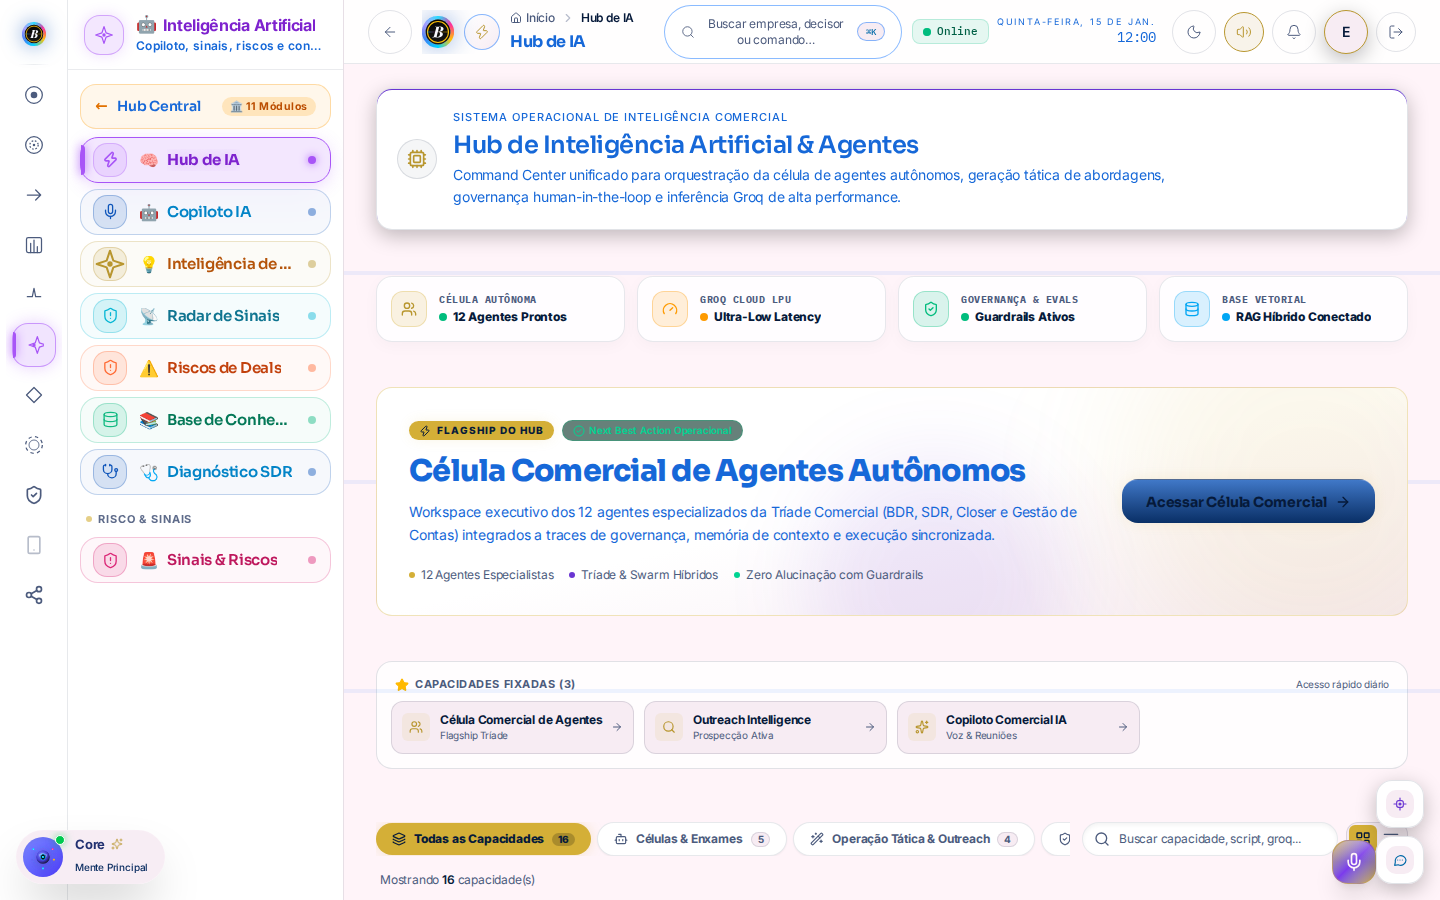 B
🤖 Inteligência Artificial
Copiloto, sinais, riscos e con...
← Hub Central
🏛️ 11 Módulos
🧠 Hub de IA
🤖 Copiloto IA
💡 Inteligência de ...
📡 Radar de Sinais
⚠️ Riscos de Deals
📚 Base de Conhe...
🩺 Diagnóstico SDR
RISCO & SINAIS
🚨 Sinais & Riscos
Core
Mente Principal
B
Início > Hub de IA
Hub de IA
Buscar empresa, decisor
ou comando...
⌘K
Online
QUINTA-FEIRA, 15 DE JAN.
12:00
E
SISTEMA OPERACIONAL DE INTELIGÊNCIA COMERCIAL
Hub de Inteligência Artificial & Agentes
Command Center unificado para orquestração da célula de agentes autônomos, geração tática de abordagens,
governança human-in-the-loop e inferência Groq de alta performance.
CÉLULA AUTÔNOMA
12 Agentes Prontos
GROQ CLOUD LPU
Ultra-Low Latency
GOVERNANÇA & EVALS
Guardrails Ativos
BASE VETORIAL
RAG Híbrido Conectado
FLAGSHIP DO HUB
Next Best Action Operacional
Célula Comercial de Agentes Autônomos
Workspace executivo dos 12 agentes especializados da Tríade Comercial (BDR, SDR, Closer e Gestão de
Contas) integrados a traces de governança, memória de contexto e execução sincronizada.
12 Agentes Especialistas
Tríade & Swarm Híbridos
Zero Alucinação com Guardrails
Acessar Célula Comercial →
CAPACIDADES FIXADAS (3)
Acesso rápido diário
Célula Comercial de Agentes
Flagship Tríade
Outreach Intelligence
Prospecção Ativa
Copiloto Comercial IA
Voz & Reuniões
Todas as Capacidades 16
Células & Enxames 5
Operação Tática & Outreach 4
Buscar capacidade, script, groq...
Mostrando 16 capacidade(s)